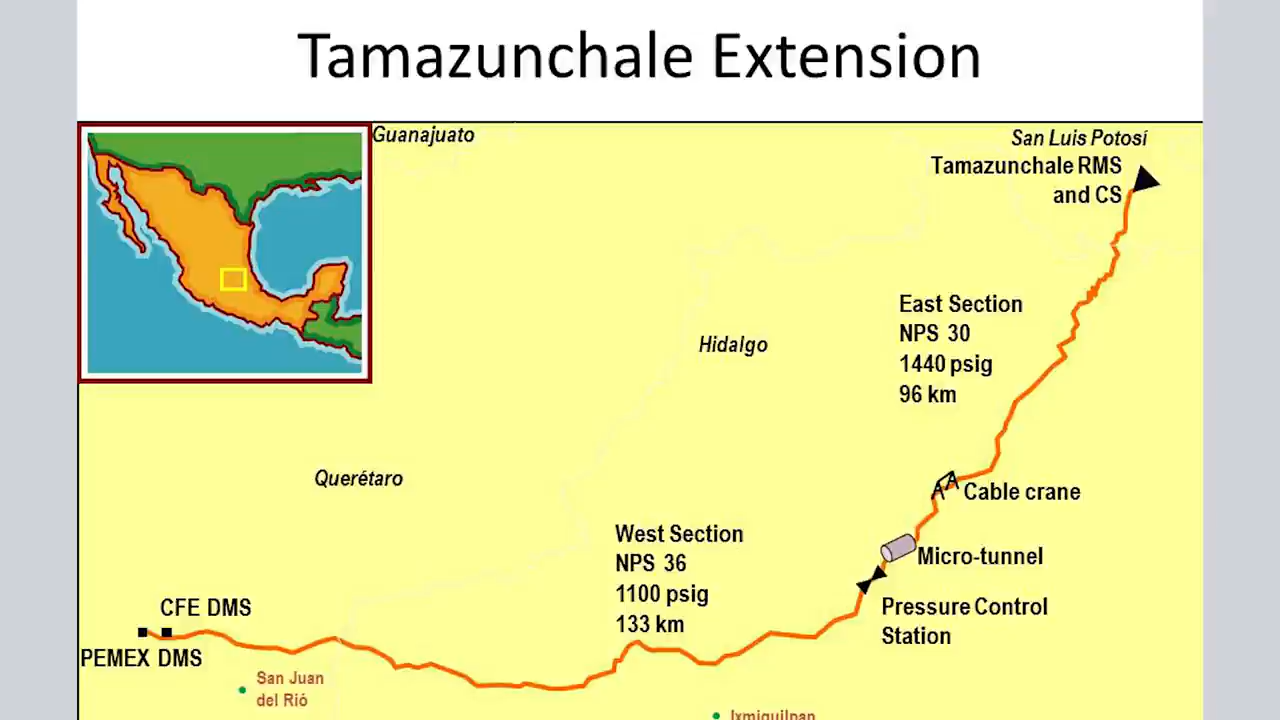 Tamazunchale Extension
Guanajuato
San Luis Potosí
Tamazunchale RMS
and CS
East Section
NPS 30
1440 psig
96 km
Hidalgo
Querétaro
Cable crane
West Section
NPS 36
1100 psig
133 km
Micro-tunnel
Pressure Control
Station
CFE DMS
PEMEX DMS
San Juan
del Rió
Ixmiquilpan